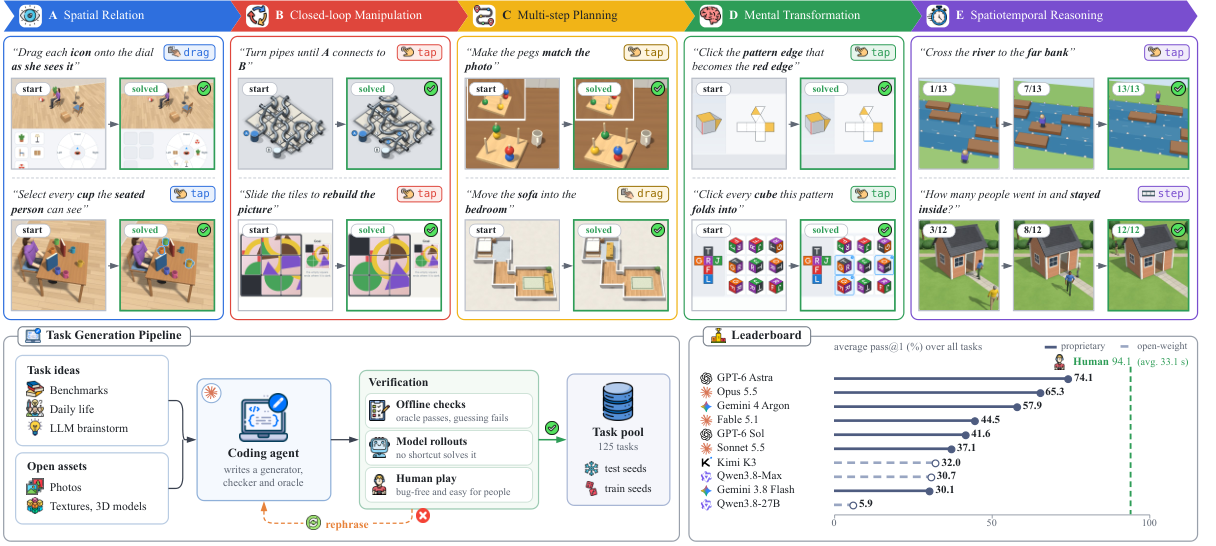 A Spatial Relation
B Closed-loop Manipulation
C Multi-step Planning
D Mental Transformation
E Spatiotemporal Reasoning
“Drag each icon onto the dial
as she sees it”
drag
start
solved
“Select every cup the seated
person can see”
tap
start
solved
“Turn pipes until A connects to
B”
tap
start
solved
“Slide the tiles to rebuild the
picture”
tap
start
solved
“Make the pegs match the
photo”
tap
start
solved
“Move the sofa into the
bedroom”
drag
start
solved
“Click the pattern edge that
becomes the red edge”
tap
start
solved
“Click every cube this pattern
folds into”
tap
start
solved
T
G R F J
F
L
“Cross the river to the far bank”
tap
1/13
7/13
13/13
“How many people went in and stayed
inside?”
step
3/12
8/12
12/12
Task Generation Pipeline
Task ideas
Benchmarks
Daily life
LLM brainstorm
Open assets
Photos
Textures, 3D models
Coding agent
writes a generator,
checker and oracle
Verification
Offline checks
oracle passes, guessing fails
Model rollouts
no shortcut solves it
Human play
bug-free and easy for people
rephrase
Task pool
125 tasks
test seeds
train seeds
Leaderboard
average pass@1 (%) over all tasks
proprietary
open-weight
Human 94.1 (avg. 33.1 s)
GPT-6 Astra 74.1
Opus 5.5 65.3
Gemini 4 Argon 57.9
Fable 5.1 44.5
GPT-6 Sol 41.6
Sonnet 5.5 37.1
Kimi K3 32.0
Qwen3.8-Max 30.7
Gemini 3.8 Flash 30.1
Qwen3.8-27B 5.9
0 50 100